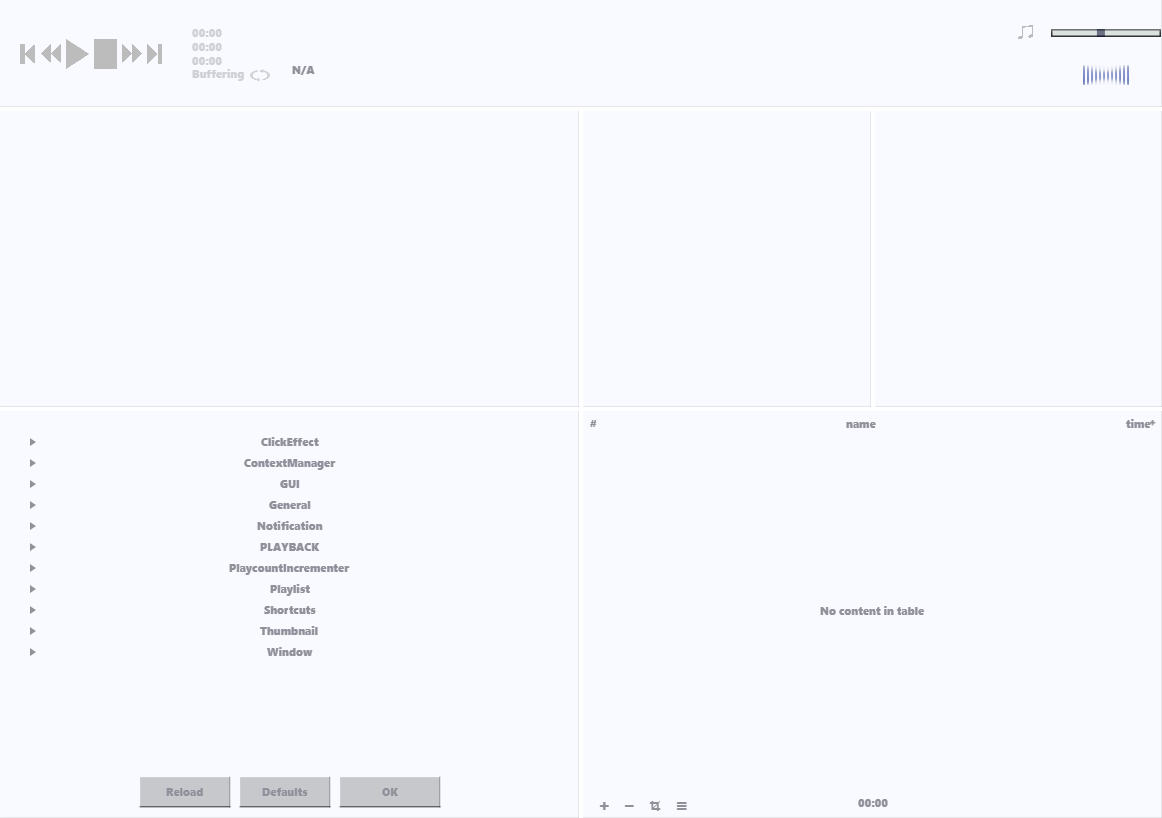 00:00
00:00
00:00
Buffering
N/A
ClickEffect
ContextManager
GUI
General
Notification
PLAYBACK
PlaycountIncrementer
Playlist
Shortcuts
Thumbnail
Window
Reload Defaults OK
# name time*
No content in table
00:00